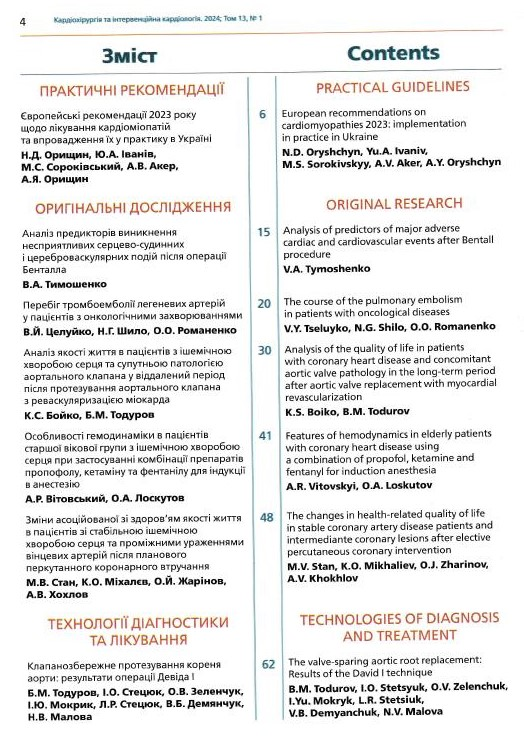 4 Кардіохірургія та інтервенційна кардіологія. 2024; Том 13, № 1
Зміст
ПРАКТИЧНІ РЕКОМЕНДАЦІЇ
Європейські рекомендації 2023 року
щодо лікування кардіоміопатій
та впровадження їх у практику в Україні
Н.Д. Орищин, Ю.А. Іванів,
М.С. Сороківський, А.В. Акер,
А.Я. Орищин
ОРИГІНАЛЬНІ ДОСЛІДЖЕННЯ
Аналіз предикторів виникнення
несприятливих серцево-судинних
і цереброваскулярних подій після операції
Бенталла
В.А. Тимошенко
Перебіг тромбоемболії легеневих артерій
у пацієнтів з онкологічними захворюваннями
В.Й. Целуйко, Н.Г. Шило, О.О. Романенко
Аналіз якості життя в пацієнтів з ішемічною
хворобою серця та супутньою патологією
аортального клапана у віддалений період
після протезування аортального клапана
з реваскуляризацією міокарда
К.С. Бойко, Б.М. Тодуров
Особливості гемодинаміки в пацієнтів
старшої вікової групи з ішемічною хворобою
серця при застосуванні комбінації препаратів
пропофолу, кетаміну та фентанілу для індукції
в анестезію
А.Р. Вітовський, О.А. Лоскутов
Зміни асоційованої зі здоров’ям якості життя
в пацієнтів зі стабільною ішемічною
хворобою серця та проміжними ураженнями
вінцевих артерій після планового
перкутанного коронарного втручання
М.В. Стан, К.О. Міхалєв, О.Й. Жарінов,
А.В. Хохлов
ТЕХНОЛОГІЇ ДІАГНОСТИКИ
ТА ЛІКУВАННЯ
Клапанозбережне протезування кореня
аорти: результати операції Девіда I
Б.М. Тодуров, І.О. Стецюк, О.В. Зеленчук,
І.Ю. Мокрик, Л.Р. Стецюк, В.Б. Демянчук,
Н.В. Малова
Contents
PRACTICAL GUIDELINES
6 European recommendations on
cardiomyopathies 2023: implementation
in practice in Ukraine
N.D. Oryshchyn, Yu.A. Ivaniv,
M.S. Sorokivskyy, A.V. Aker, A.Y. Oryshchyn
ORIGINAL RESEARCH
15 Analysis of predictors of major adverse
cardiac and cardiovascular events after Bentall
procedure
V.A. Tymoshenko
20 The course of the pulmonary embolism
in patients with oncological diseases
V.Y. Tseluyko, N.G. Shilo, O.O. Romanenko
30 Analysis of the quality of life in patients
with coronary heart disease and concomitant
aortic valve pathology in the long-term period
after aortic valve replacement with myocardial
revascularization
K.S. Boiko, B.M. Todurov
41 Features of hemodynamics in elderly patients
with coronary heart disease using
a combination of propofol, ketamine and
fentanyl for induction anesthesia
A.R. Vitovskyi, O.A. Loskutov
48 The changes in health-related quality of life
in stable coronary artery disease patients and
intermediante coronary lesions after elective
percutaneous coronary intervention
M.V. Stan, K.O. Mikhaliev, O.J. Zharinov,
A.V. Khokhlov
TECHNOLOGIES OF DIAGNOSIS
AND TREATMENT
62 The valve-sparing aortic root replacement:
Results of the David I technique
B.M. Todurov, I.O. Stetsyuk, O.V. Zelenchuk,
I.Yu. Mokryk, L.R. Stetsiuk,
V.B. Demyanchuk, N.V. Malova